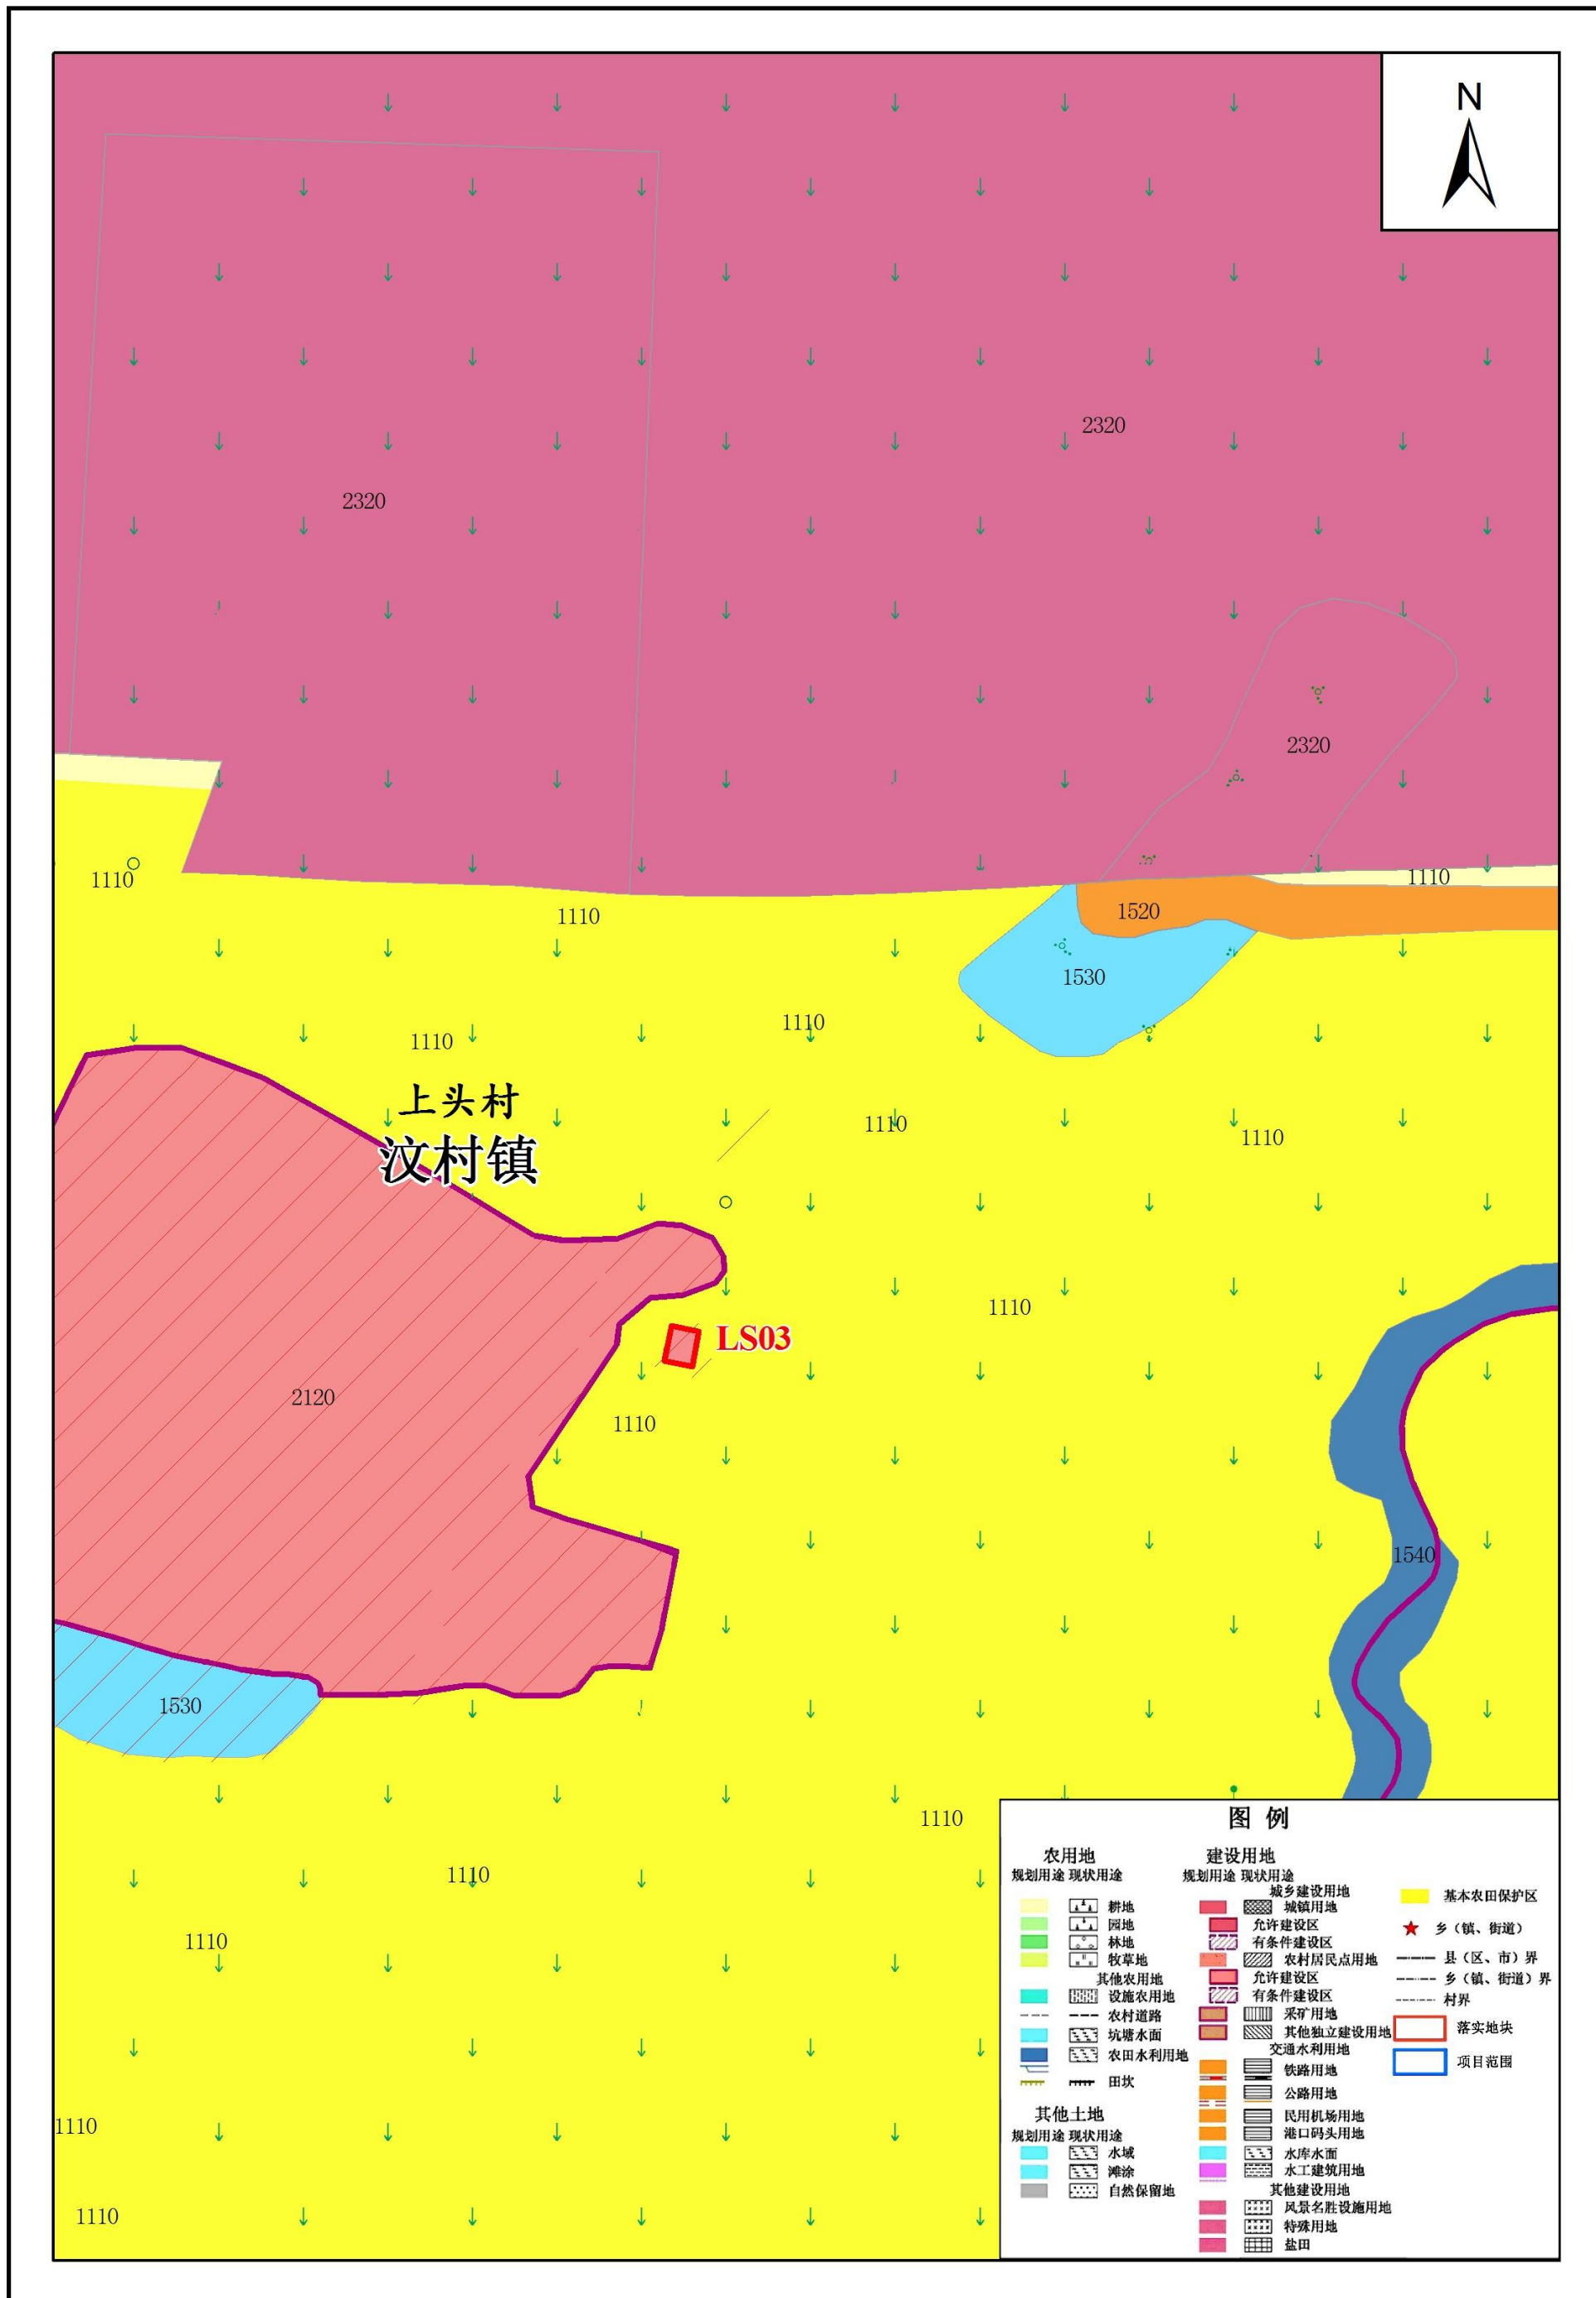 N
2320
2320
2320
1110
1110
1110
1520
1530
1110
1110
上头村
1110
1110
汶村镇
1110
LS03
2120
1110
1540
1530
1110
1110
1110
1110
1110
图 例
农用地
规划用途 现状用途
耕地
园地
林地
牧草地
其他农用地
设施农用地
农村道路
坑塘水面
农田水利用地
田坎
其他土地
规划用途 现状用途
水域
滩涂
自然保留地
建设用地
规划用途 现状用途
城乡建设用地
城镇用地
允许建设区
有条件建设区
农村居民点用地
允许建设区
有条件建设区
采矿用地
其他独立建设用地
交通水利用地
铁路用地
公路用地
民用机场用地
港口码头用地
水库水面
水工建筑用地
其他建设用地
风景名胜设施用地
特殊用地
盐田
基本农田保护区
乡（镇、街道）
县（区、市）界
乡（镇、街道）界
村界
落实地块
项目范围